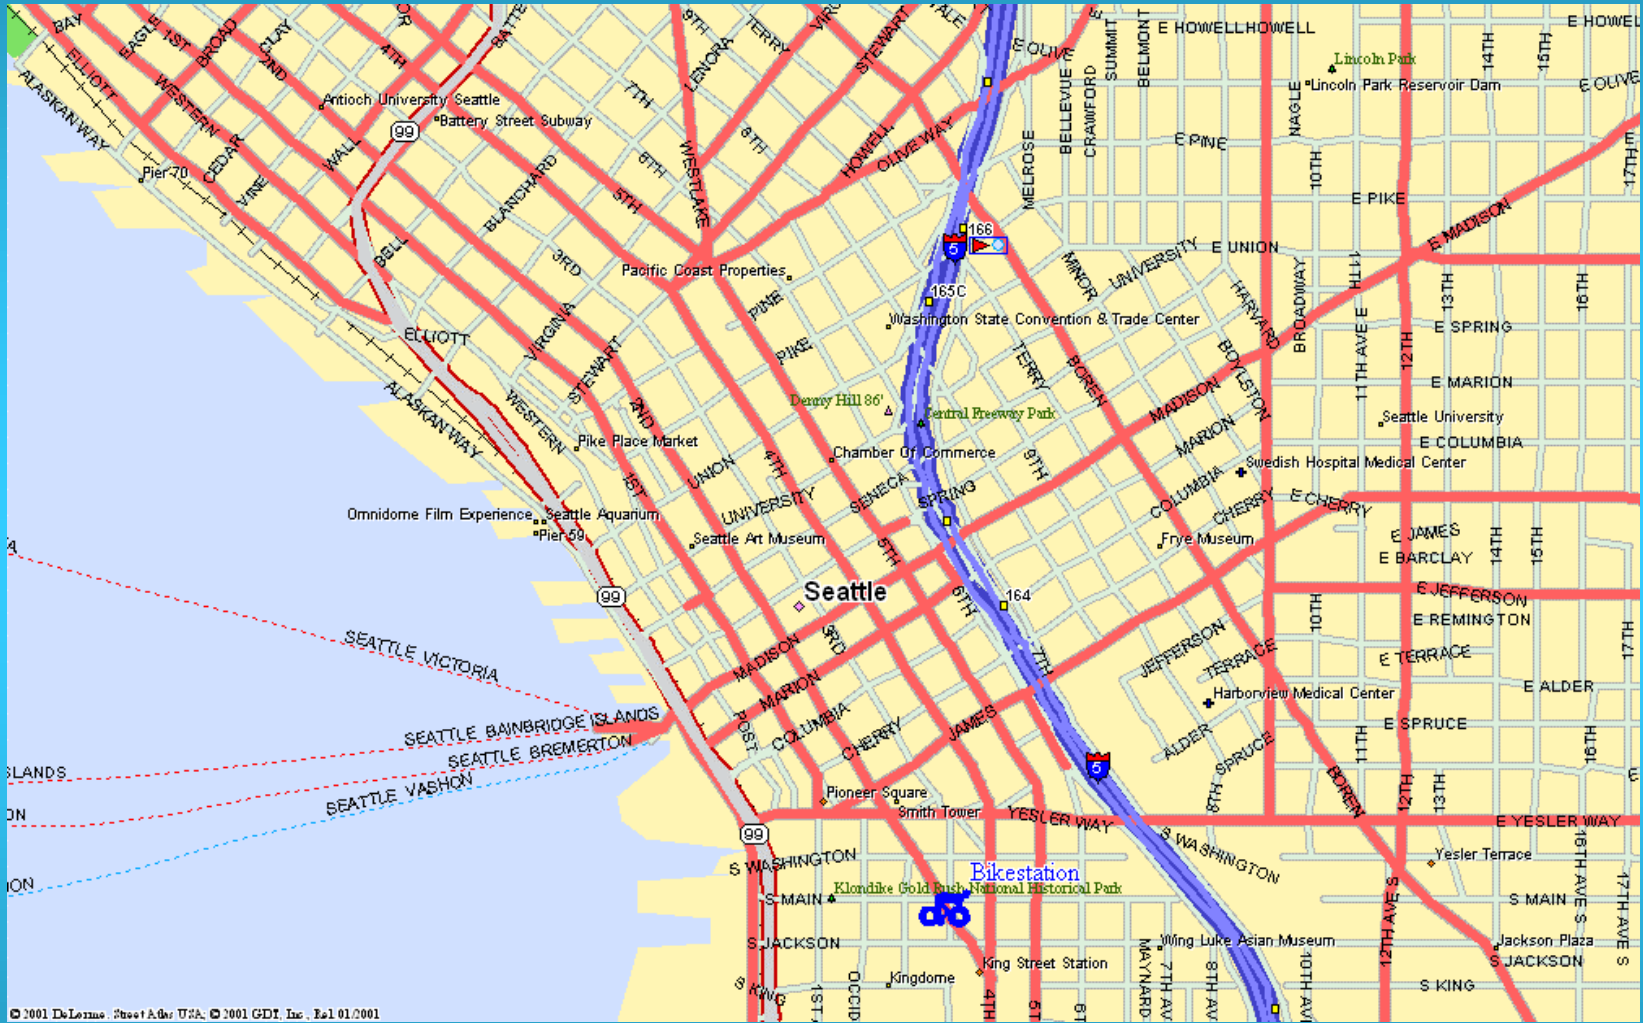 BAY
EAGLE
1ST
BROAD
CLAY
2ND
4TH
9TH
LENORA
TERRY
STEWART
E OLIVE
SUMMIT
BELMONT
E HOWELL
HOWELL
14TH
15TH
E HOWEL
ELLIOTT
ALASKAN WAY
WESTERN
Antioch University Seattle
Battery Street Subway
99
7TH
8TH
6TH
HOWELL
OLIVE WAY
BELLEVUE E
CRAWFORD
Lincoln Park
Lincoln Park Reservoir Dam
NAGLE
E OLIVE
E PINE
CEDAR
WALL
VINE
Pier 70
BLANCHARD
5TH
WESTLAKE
MELROSE
10TH
17TH E
E PIKE
E MADISON
BELL
3RD
166
5
E UNION
UNIVERSITY
MINOR
Pacific Coast Properties
165C
PINE
Washington State Convention & Trade Center
HARVARD
BROADWAY
11TH
11TH AVE E
13TH
16TH
E SPRING
ELLIOTT
VIRGINIA
STEWART
PIKE
TERRY
BOREN
BOYLSTON
12TH
E MARION
ALASKAN WAY
WESTERN
2ND
Denny Hill 86'
Central Freeway Park
MADISON
MARION
Seattle University
Pike Place Market
E COLUMBIA
Chamber Of Commerce
4TH
9TH
UNION
1ST
Swedish Hospital Medical Center
COLUMBIA
CHERRY
E CHERRY
UNIVERSITY
SENECA
SPRING
Omnidome Film Experience
Seattle Aquarium
Pier 59
Seattle Art Museum
5TH
Frye Museum
E JAMES
E BARCLAY
14TH
15TH
99
Seattle
6TH
164
E JEFFERSON
10TH
E REMINGTON
SEATTLE VICTORIA
3RD
MADISON
7TH
JEFFERSON
TERRACE
E TERRACE
17TH
MARION
Harborview Medical Center
E ALDER
SEATTLE BAINBRIDGE ISLANDS
SEATTLE BREMERTON
POST
COLUMBIA
CHERRY
JAMES
ALDER
SPRUCE
E SPRUCE
11TH
16TH
SLANDS
SEATTLE VASHON
5
8TH
BOREN
12TH
13TH
Pioneer Square
Smith Tower
YESLER WAY
E YESLER WAY
ON
99
S WASHINGTON
S WASHINGTON
Yesler Terrace
16TH AVE S
17TH AVE S
Bikestation
Klondike Gold Rush National Historical Park
ION
S MAIN
S MAIN
S JACKSON
Wing Luke Asian Museum
Jackson Plaza
S JACKSON
12TH AVE S
King Street Station
Kingdome
S KING
S KING
1ST
OCCID
4TH
5T
MAYNARD
7TH AV
8TH AV
10TH AVE
© 2001 DeLorme. Street Atlas USA; © 2001 GDT, Inc., Rel. 01/2001